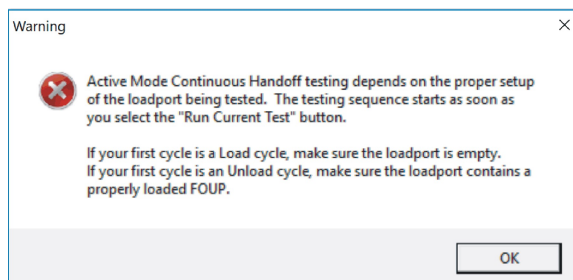 Warning
Active Mode Continuous Handoff testing depends on the proper setup
of the loadport being tested.  The testing sequence starts as soon as
you select the "Run Current Test" button.
If your first cycle is a Load cycle, make sure the loadport is empty.
If your first cycle is an Unload cycle, make sure the loadport contains a
properly loaded FOUP.
OK